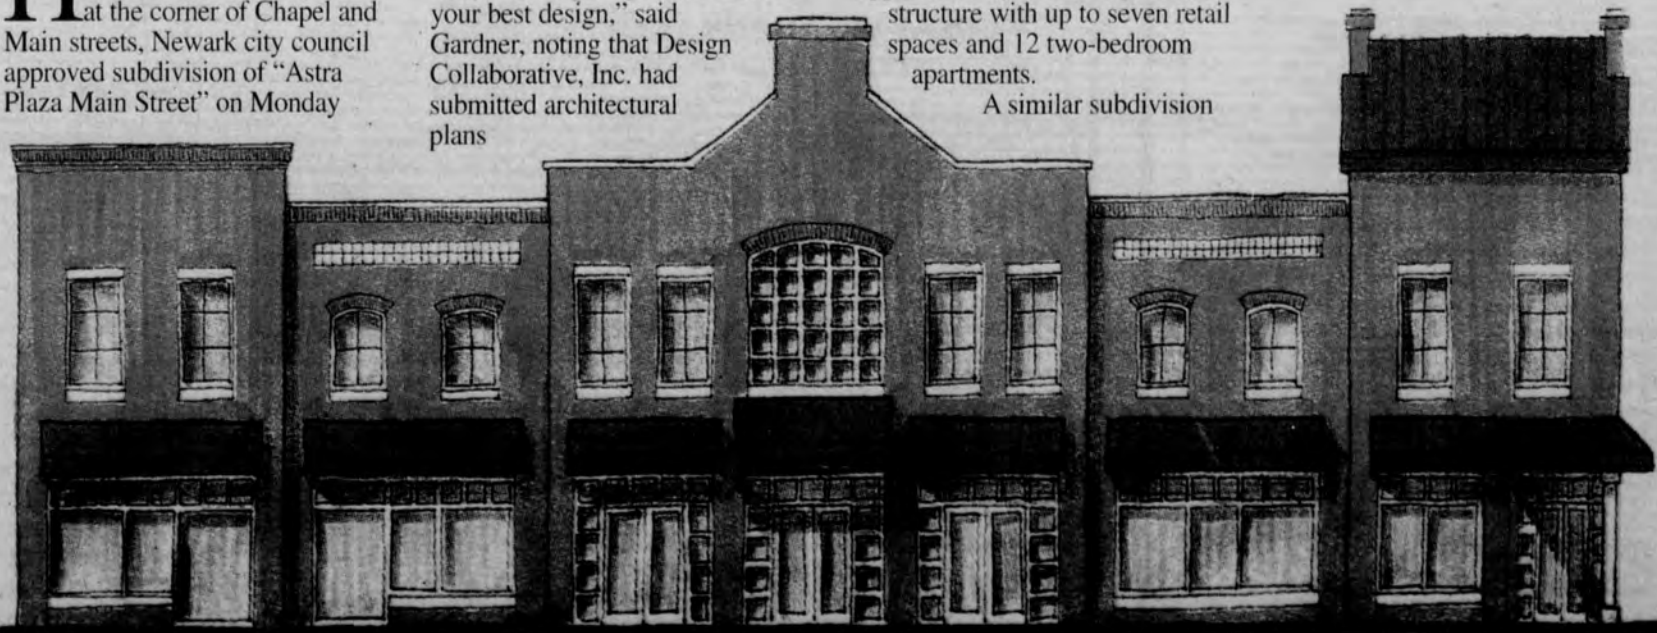 at the corner of Chapel and
Main streets, Newark city council
approved subdivision of "Astra
Plaza Main Street" on Monday
your best design," said
Gardner, noting that Design
Collaborative, Inc. had
submitted architectural
plans
structure with up to seven retail
spaces and 12 two-bedroom
apartments.
A similar subdivision